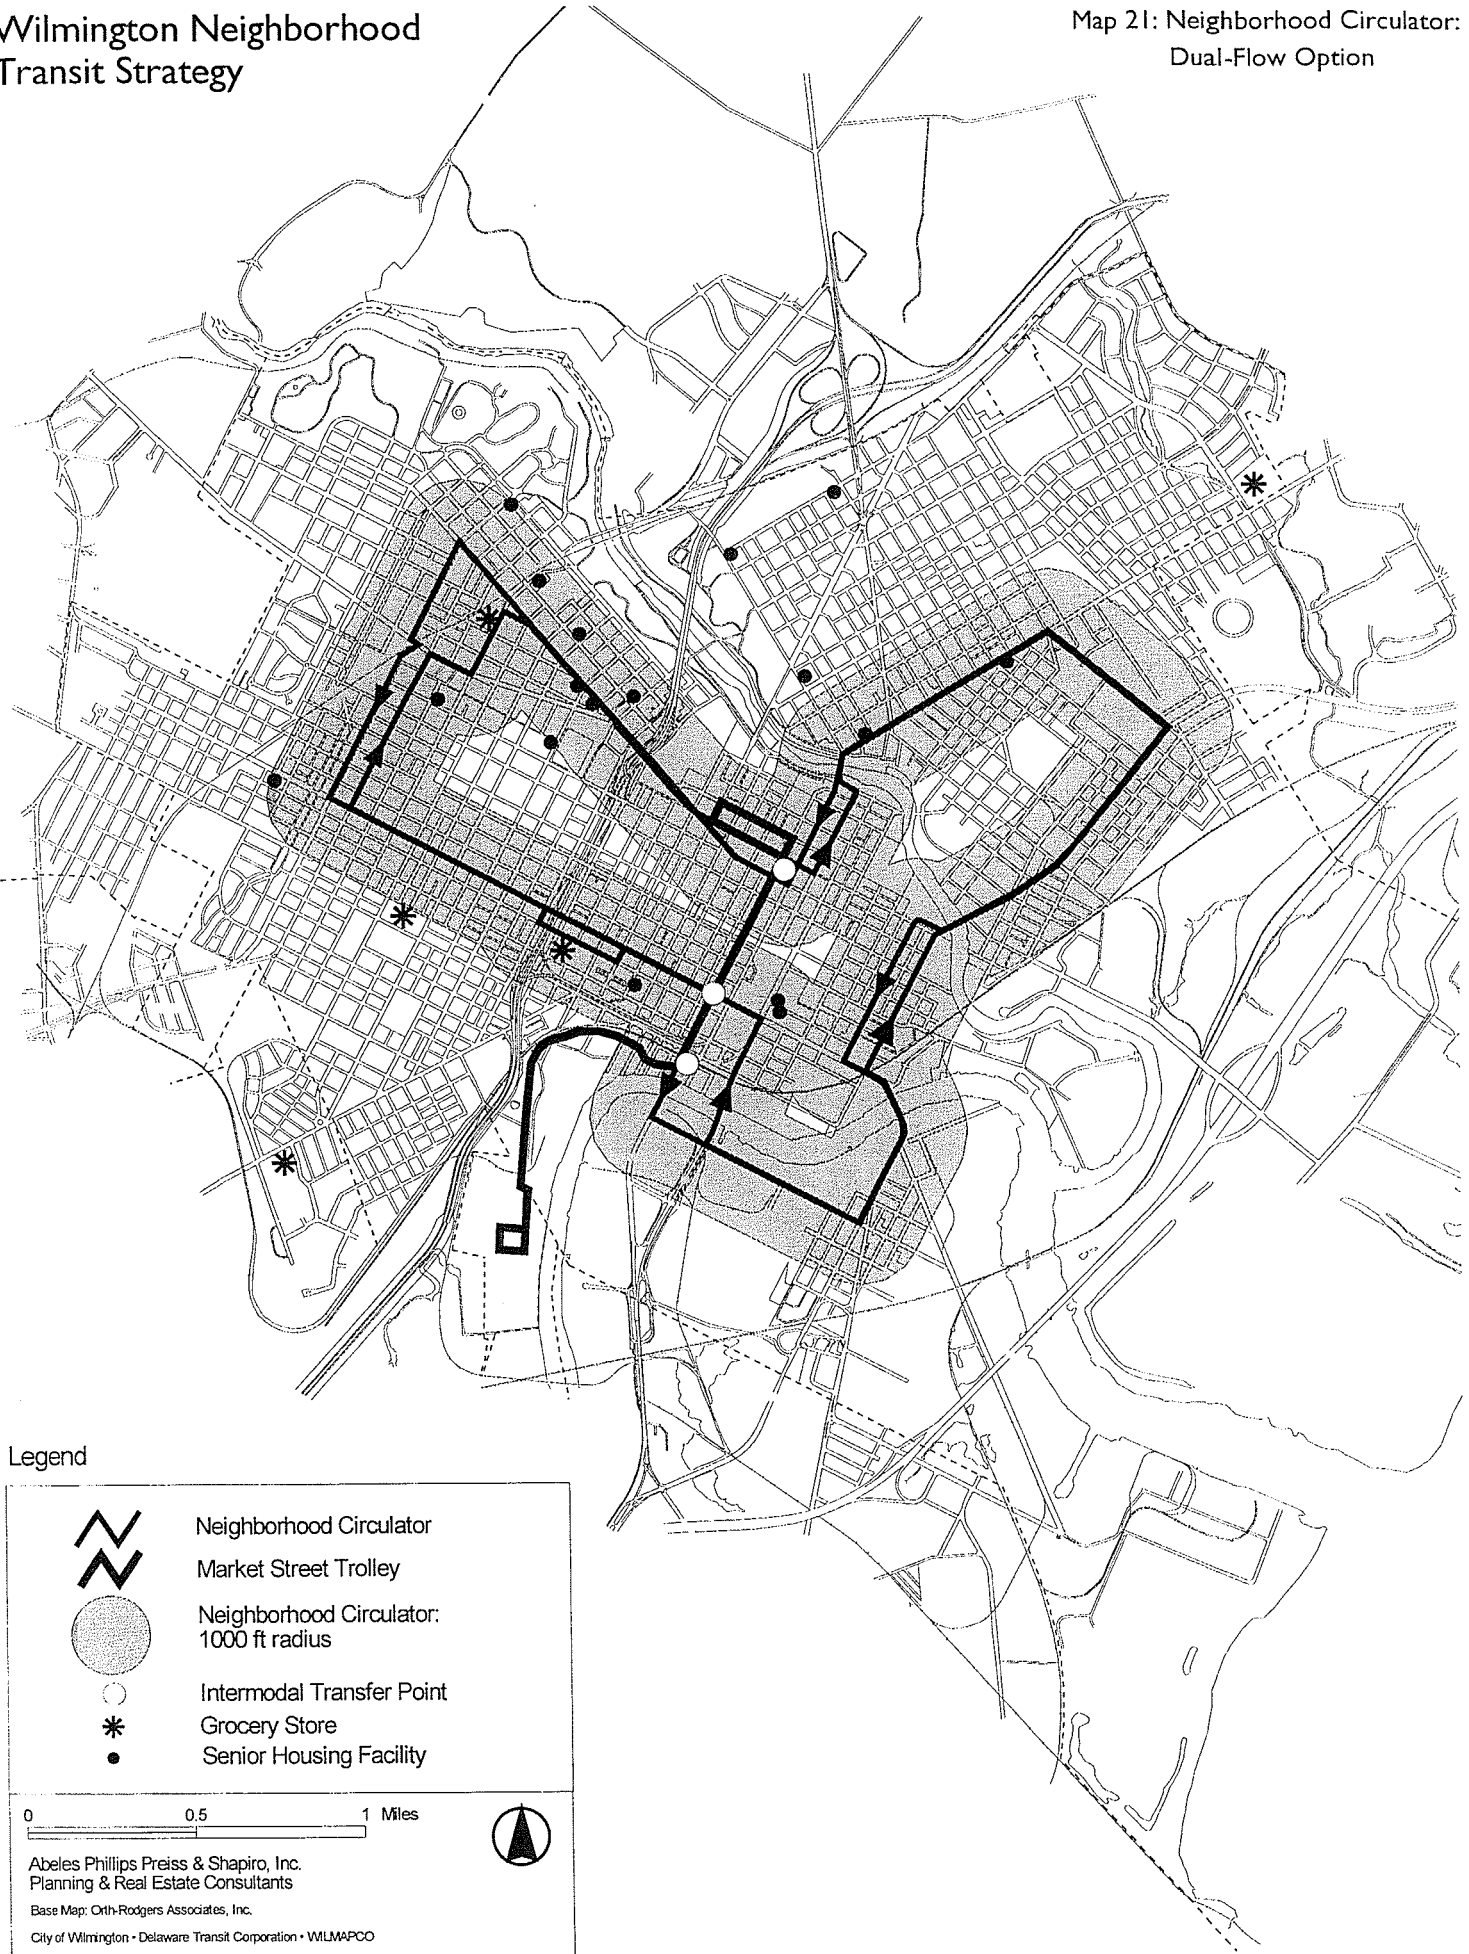 Wilmington Neighborhood
Transit Strategy
Map 21: Neighborhood Circulator:
Dual-Flow Option
Legend
Neighborhood Circulator
Market Street Trolley
Neighborhood Circulator:
1000 ft radius
Intermodal Transfer Point
Grocery Store
Senior Housing Facility
0 0.5 1 Miles
Abeles Phillips Preiss & Shapiro, Inc.
Planning & Real Estate Consultants
Base Map: Orth-Rodgers Associates, Inc.
City of Wilmington • Delaware Transit Corporation • WILMAPCO